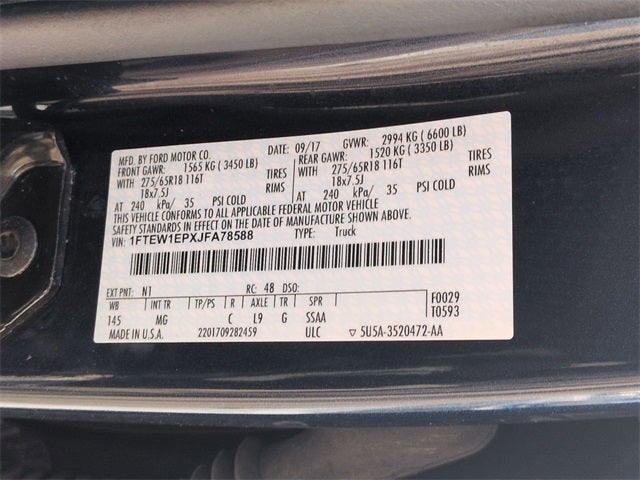 MFD. BY FORD MOTOR CO. DATE: 09/17 GVWR: 2994 KG ( 6600 LB)
FRONT GAWR: 1565 KG ( 3450 LB) REAR GAWR: 1520 KG ( 3350 LB)
WITH 275/65R18 116T TIRES WITH 275/65R18 116T TIRES
18x7.5J RIMS 18x7.5J RIMS
AT 240 kPa/ 35 PSI COLD AT 240 kPa/ 35 PSI COLD
THIS VEHICLE CONFORMS TO ALL APPLICABLE FEDERAL MOTOR VEHICLE
SAFETY STANDARDS IN EFFECT ON THE DATE OF MANUFACTURE SHOWN ABOVE.
VIN: 1FTEW1EPXJFA78588 TYPE: Truck
EXT PNT: N1 RC: 48 DSO:
WB INT TR TP/PS R AXLE TR SPR F0029
145 MG C L9 G SSAA T0593
MADE IN U.S.A. 2201709282459 ULC ▽ 5U5A-3520472-AA